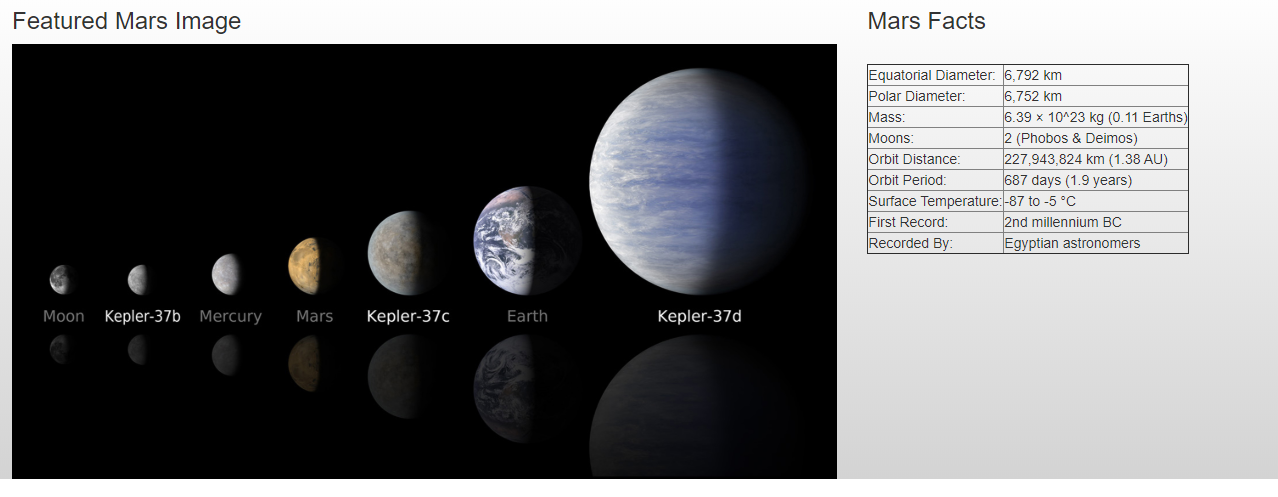 Featured Mars Image
Moon Kepler-37b Mercury Mars Kepler-37c Earth Kepler-37d
Mars Facts
Equatorial Diameter: 6,792 km
Polar Diameter: 6,752 km
Mass: 6.39 × 10^23 kg (0.11 Earths)
Moons: 2 (Phobos & Deimos)
Orbit Distance: 227,943,824 km (1.38 AU)
Orbit Period: 687 days (1.9 years)
Surface Temperature: -87 to -5 °C
First Record: 2nd millennium BC
Recorded By: Egyptian astronomers